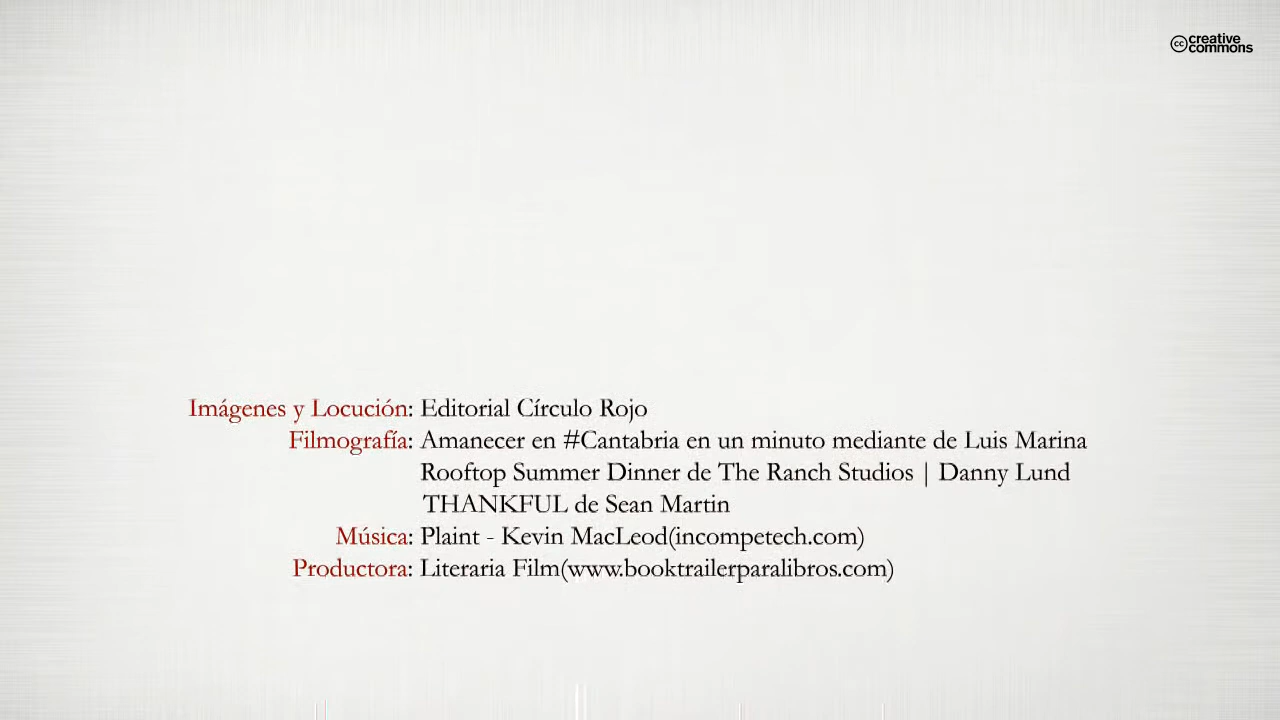 cc creative
commons
Imágenes y Locución: Editorial Círculo Rojo
Filmografía: Amanecer en #Cantabria en un minuto mediante de Luis Marina
Rooftop Summer Dinner de The Ranch Studios | Danny Lund
THANKFUL de Sean Martin
Música: Plaint - Kevin MacLeod(incompetech.com)
Productora: Literaria Film(www.booktrailerparalibros.com)